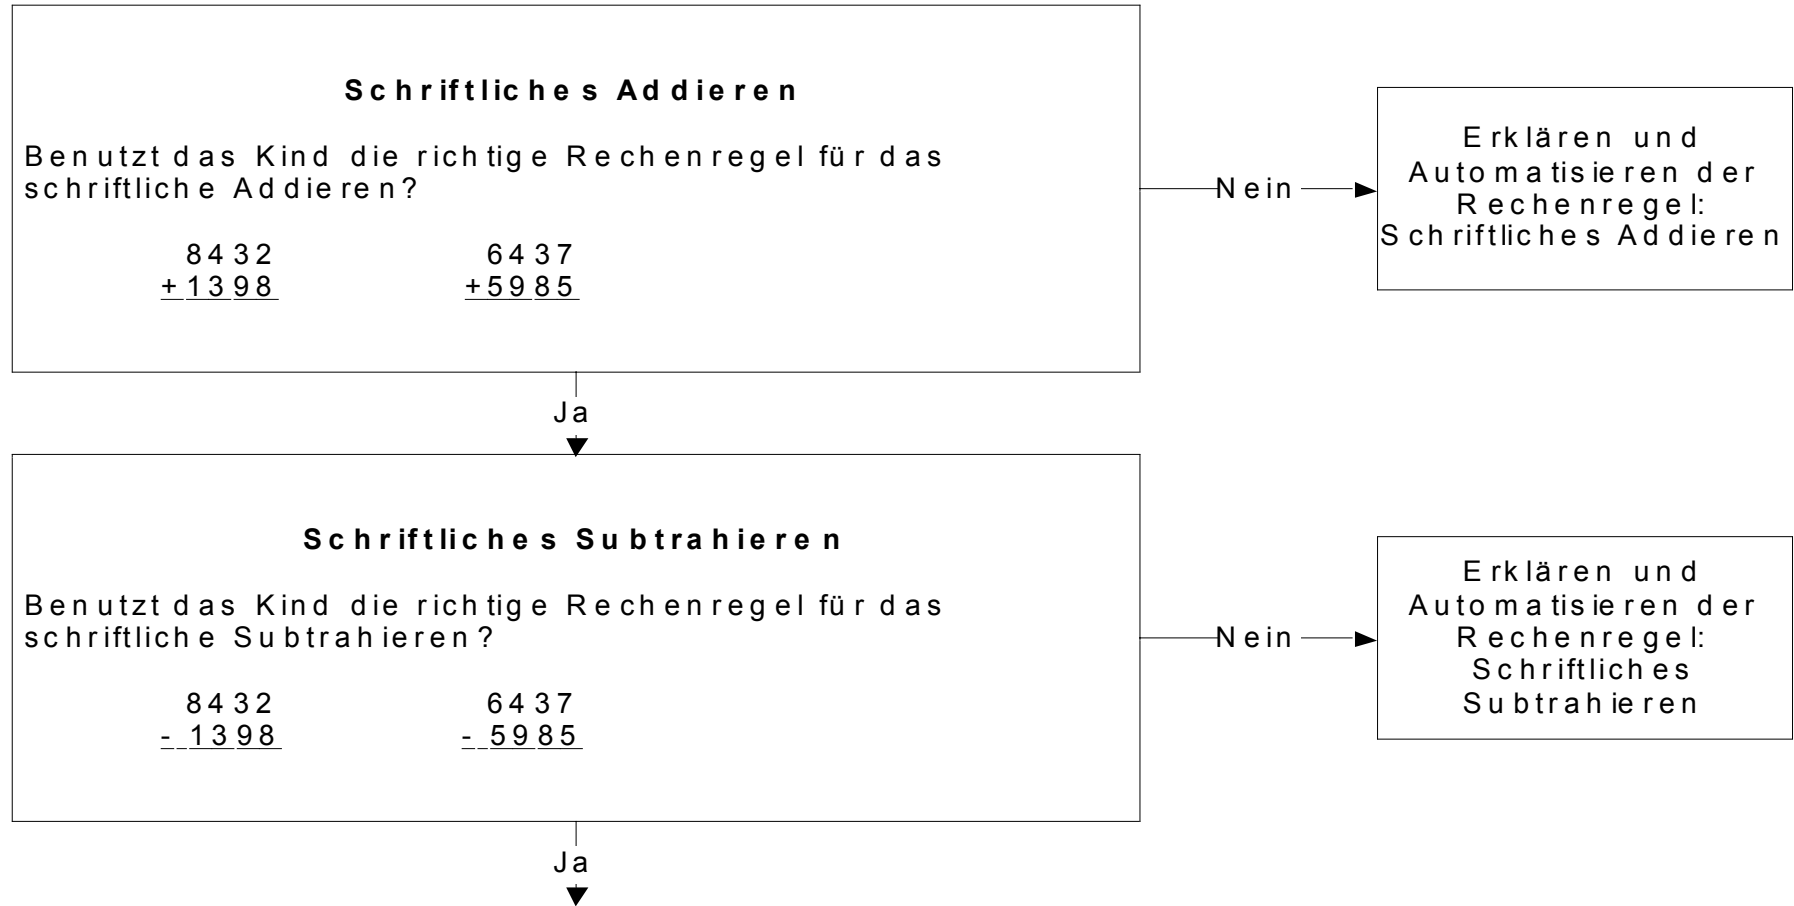 Schriftliches Addieren
Benutzt das Kind die richtige Rechenregel für das
schriftliche Addieren?
8432 6437
+1398 +5985
Nein
Erklären und
Automatisieren der
Rechenregel:
Schriftliches Addieren
Ja
Schriftliches Subtrahieren
Benutzt das Kind die richtige Rechenregel für das
schriftliche Subtrahieren?
8432 6437
- 1398 - 5985
Nein
Erklären und
Automatisieren der
Rechenregel:
Schriftliches
Subtrahieren
Ja